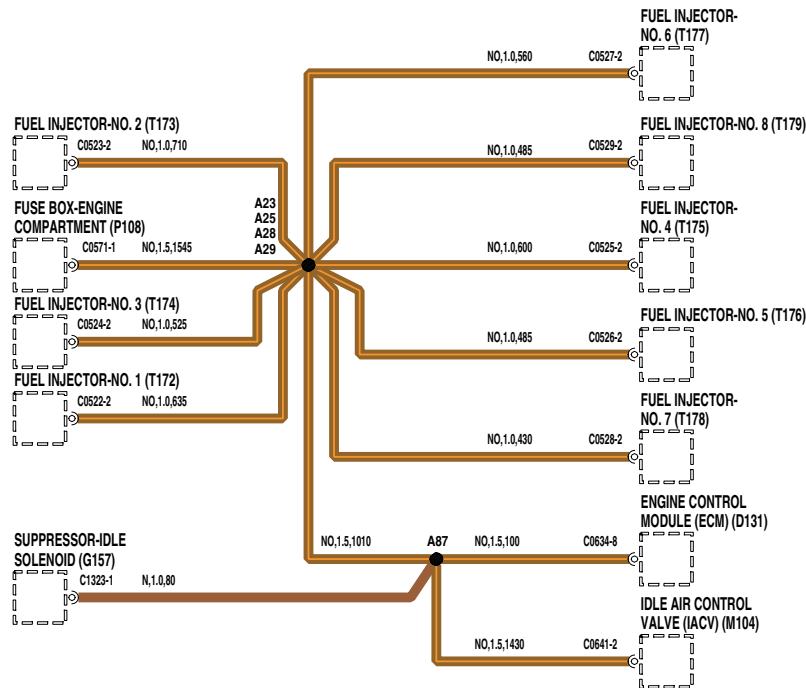 FUEL INJECTOR-
NO. 6 (T177)
NO,1.0,560
C0527-2
FUEL INJECTOR-NO. 2 (T173)
C0523-2
NO,1.0,710
FUEL INJECTOR-NO. 8 (T179)
NO,1.0,485
C0529-2
FUSE BOX-ENGINE
COMPARTMENT (P108)
C0571-1
NO,1.5,1545
A23
A25
A28
A29
FUEL INJECTOR-
NO. 4 (T175)
NO,1.0,600
C0525-2
FUEL INJECTOR-NO. 3 (T174)
C0524-2
NO,1.0,525
FUEL INJECTOR-NO. 5 (T176)
NO,1.0,485
C0526-2
FUEL INJECTOR-NO. 1 (T172)
C0522-2
NO,1.0,635
FUEL INJECTOR-
NO. 7 (T178)
NO,1.0,430
C0528-2
ENGINE CONTROL
MODULE (ECM) (D131)
NO,1.5,1010
A87
NO,1.5,100
C0634-8
SUPPRESSOR-IDLE
SOLENOID (G157)
C1323-1
N,1.0,80
IDLE AIR CONTROL
VALVE (IACV) (M104)
NO,1.5,1430
C0641-2